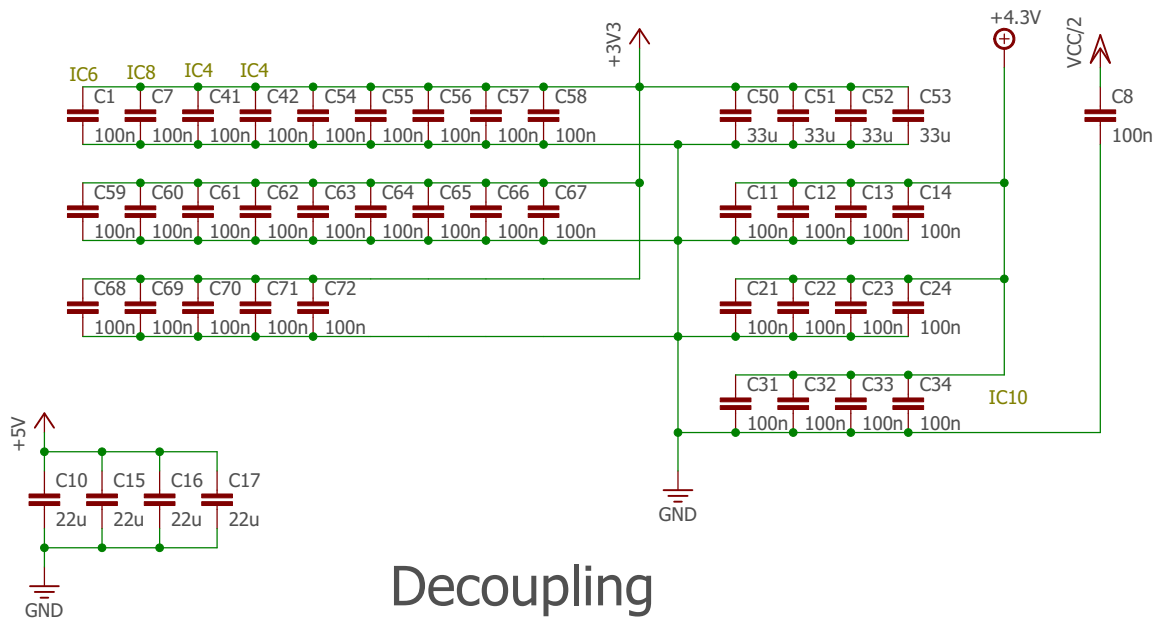 +4.3V
+3V3
VCC/2
IC6 IC8 IC4 IC4
C1 C7 C41 C42 C54 C55 C56 C57 C58 C50 C51 C52 C53 C8
100n 100n 100n 100n 100n 100n 100n 100n 100n 33u 33u 33u 33u 100n
C59 C60 C61 C62 C63 C64 C65 C66 C67 C11 C12 C13 C14
100n 100n 100n 100n 100n 100n 100n 100n 100n 100n 100n 100n 100n
C68 C69 C70 C71 C72 C21 C22 C23 C24
100n 100n 100n 100n 100n 100n 100n 100n 100n
C31 C32 C33 C34 IC10
100n 100n 100n 100n
+5V
C10 C15 C16 C17
22u 22u 22u 22u
GND
GND
Decoupling